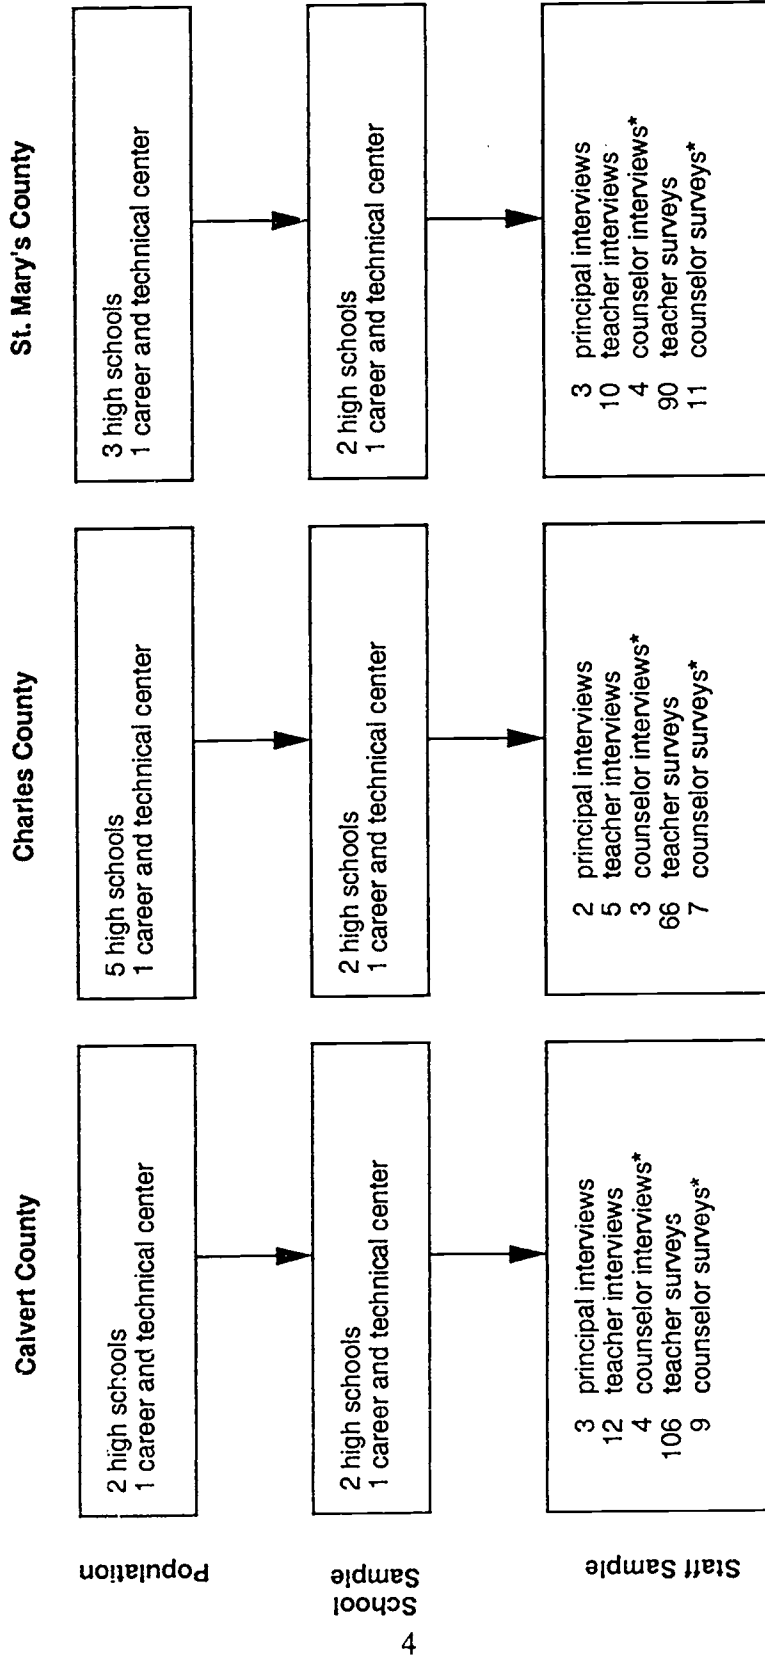 Calvert County
Charles County
St. Mary's County
Population
2 high schools
1 career and technical center
5 high schools
1 career and technical center
3 high schools
1 career and technical center
School
Sample
2 high schools
1 career and technical center
2 high schools
1 career and technical center
2 high schools
1 career and technical center
Staff Sample
3 principal interviews
12 teacher interviews
4 counselor interviews*
106 teacher surveys
9 counselor surveys*
2 principal interviews
5 teacher interviews
3 counselor interviews*
66 teacher surveys
7 counselor surveys*
3 principal interviews
10 teacher interviews
4 counselor interviews*
90 teacher surveys
11 counselor surveys*
4